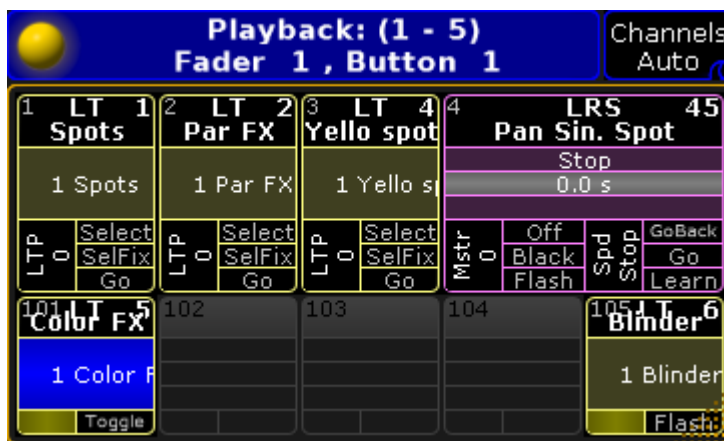 Playback: (1 - 5)
Fader 1 , Button 1
Channels
Auto
1 LT 1
Spots
2 LT 2
Par FX
3 LT 4
Yello spot
4 LRS 45
Pan Sin. Spot
1 Spots
1 Par FX
1 Yello s
Stop
0.0 s
LTP
0
Select
SelFix
Go
LTP
0
Select
SelFix
Go
LTP
0
Select
SelFix
Go
Mstr
0
Off
Black
Flash
Spd
Stop
GoBack
Go
Learn
101 LT 5
Color FX
102
103
104
105 LT 6
Blinder
1 Color F
1 Blinder
Toggle
Flash